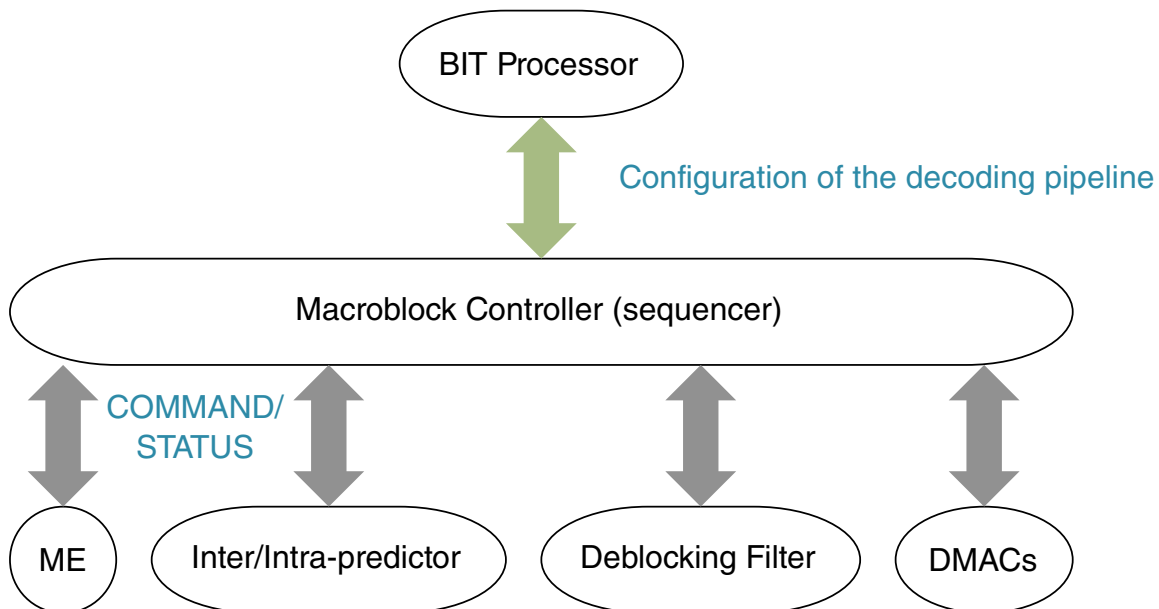 BIT Processor
Configuration of the decoding pipeline
Macroblock Controller (sequencer)
COMMAND/
STATUS
ME
Inter/Intra-predictor
Deblocking Filter
DMACs